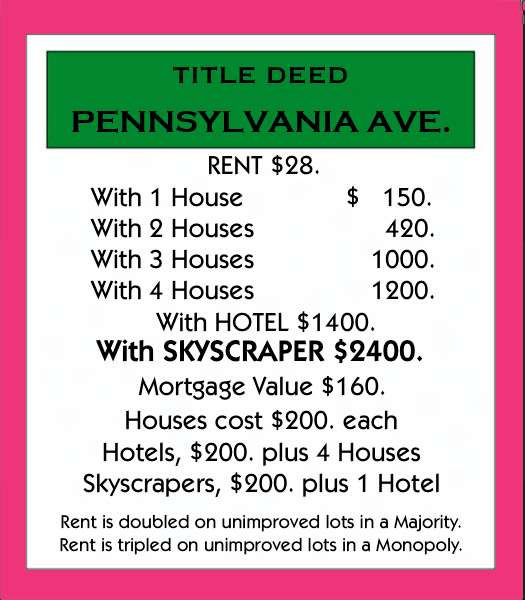 TITLE DEED
PENNSYLVANIA AVE.
RENT $28.
With 1 House $ 150.
With 2 Houses 420.
With 3 Houses 1000.
With 4 Houses 1200.
With HOTEL $1400.
With SKYSCRAPER $2400.
Mortgage Value $160.
Houses cost $200. each
Hotels, $200. plus 4 Houses
Skyscrapers, $200. plus 1 Hotel
Rent is doubled on unimproved lots in a Majority.
Rent is tripled on unimproved lots in a Monopoly.